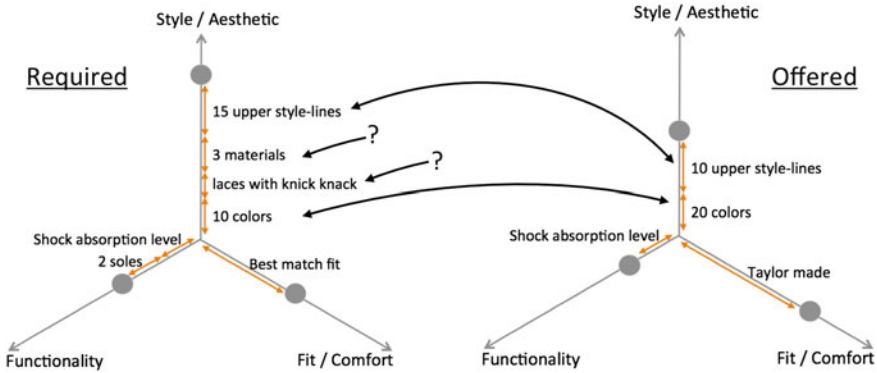 Style / Aesthetic
Required
15 upper style-lines
?
3 materials
?
laces with knick knack
10 colors
Shock absorption level
2 soles
Best match fit
Functionality
Fit / Comfort
Style / Aesthetic
Offered
10 upper style-lines
20 colors
Shock absorption level
Taylor made
Functionality
Fit / Comfort